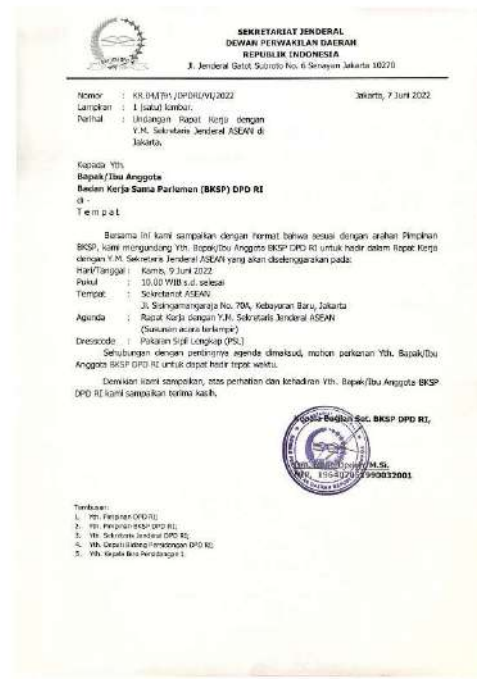 SEKRETARIAT JENDERAL
DEWAN PERWAKILAN DAERAH
REPUBLIK INDONESIA
Jl. Jenderal Gatot Subroto No. 6 Senayan Jakarta 10270
Nomor :
Jakarta, 7 Juni 2022
Lampiran : 1 (satu) lembar.
Perihal : Undangan Rapat Kerja dengan
Y.M. Sekretaris Jenderal ASEAN di
Jakarta.
Kepada Yth.
Bapak/Ibu Anggota
Badan Kerja Sama Parlemen (BKSP) DPD RI
di -
Tempat
Bersama ini kami sampaikan dengan hormat bahwa sesuai dengan arahan Pimpinan
BKSP, kami mengundang Yth. Bapak/Ibu Anggota BKSP DPD RI untuk hadir dalam Rapat Kerja
dengan Y.M. Sekretaris Jenderal ASEAN yang akan diselenggarakan pada:
Hari/Tanggal : Kamis, 9 Juni 2022
Pukul : 10.00 WIB s.d. selesai
Tempat : Sekretariat ASEAN
Jl. Sisingamangaraja No. 70A, Kebayoran Baru, Jakarta
Agenda : Rapat Kerja dengan Y.M. Sekretaris Jenderal ASEAN
(Susunan acara terlampir)
Dresscode : Pakaian Sipil Lengkap (PSL)
Sehubungan dengan pentingnya agenda dimaksud, mohon perkenan Yth. Bapak/Ibu
Anggota BKSP DPD RI untuk dapat hadir tepat waktu.
Demikian kami sampaikan, atas perhatian dan kehadiran Yth. Bapak/Ibu Anggota BKSP
DPD RI kami sampaikan terima kasih.
Kepala Bagian Set. BKSP DPD RI,
M.Si.
Tembusan:
1. Yth. Pimpinan DPD RI;
2. Yth. Pimpinan BKSP DPD RI;
3. Yth. Sekretaris Jenderal DPD RI;
4. Yth. Deputi Bidang Persidangan DPD RI;
5. Yth. Kepala Biro Persidangan I